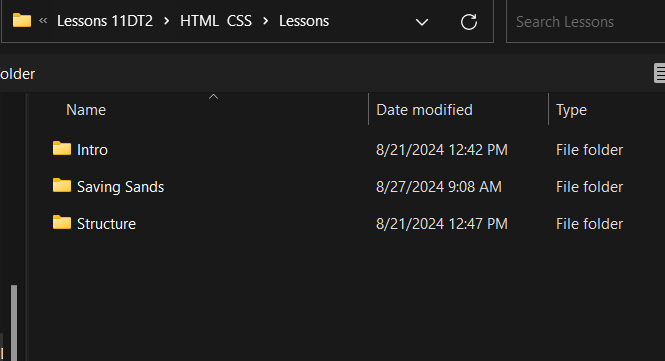 Lessons 11DT2 > HTML CSS > Lessons
Search Lessons
older
Name Date modified Type
Intro 8/21/2024 12:42 PM File folder
Saving Sands 8/27/2024 9:08 AM File folder
Structure 8/21/2024 12:47 PM File folder